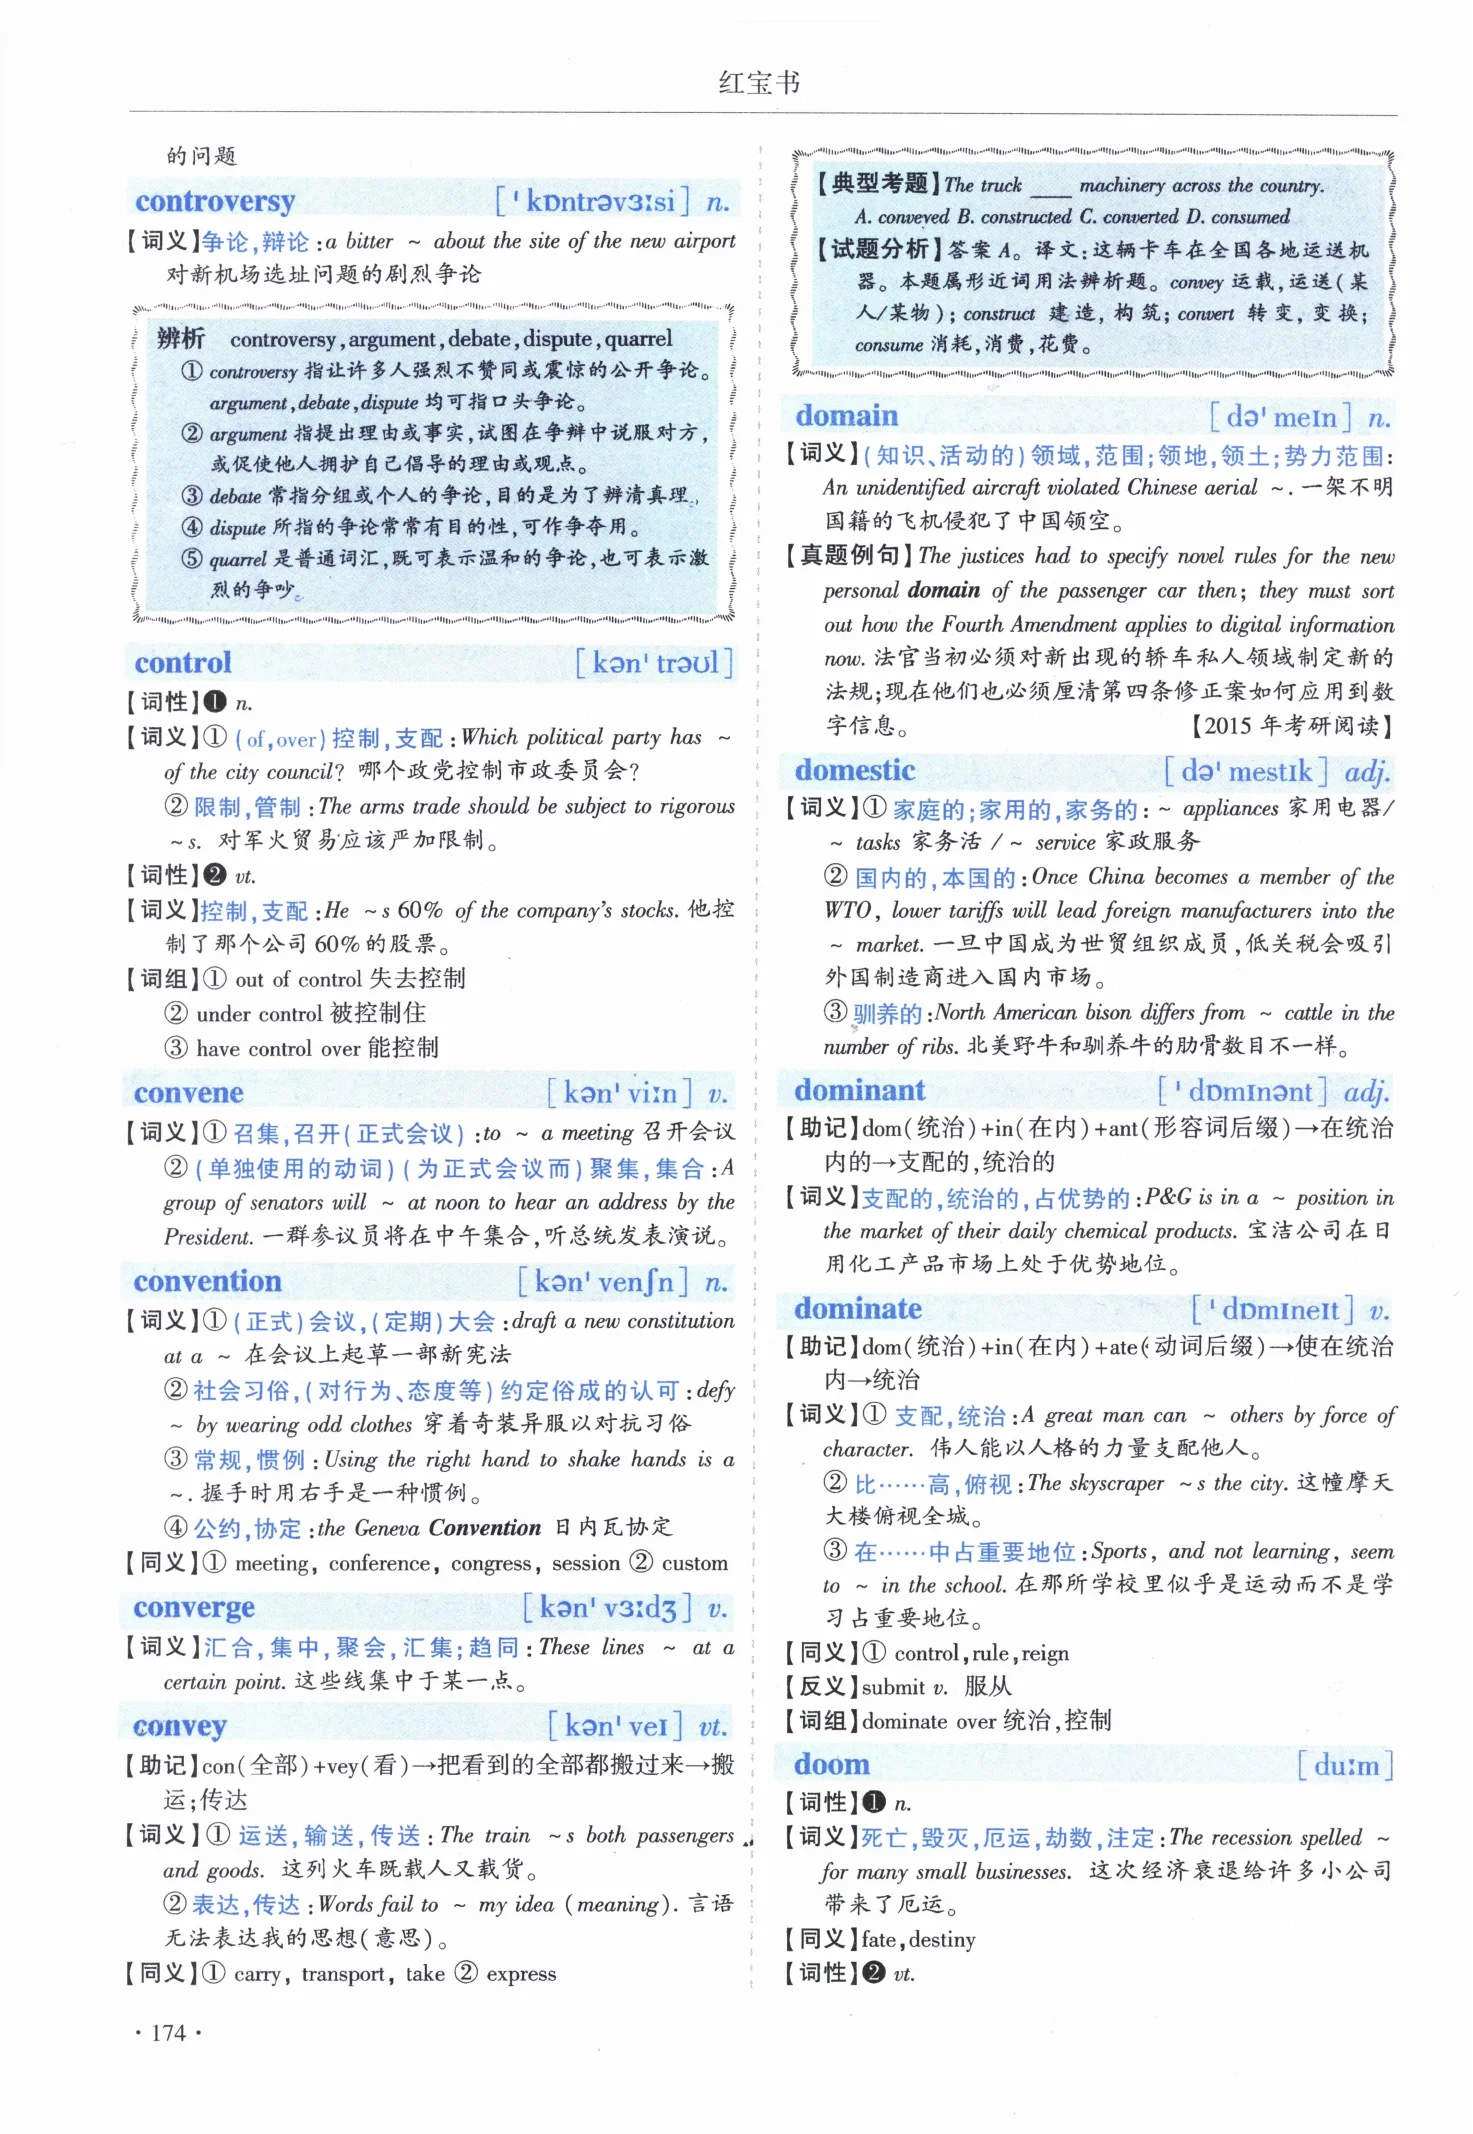 红宝书
的问题
controversy [ˈkɒntrəvɜːsi] n.
【词义】争论,辩论:a bitter ~ about the site of the new airport
对新机场选址问题的剧烈争论
辨析 controversy,argument,debate,dispute,quarrel
① controversy 指让许多人强烈不赞同或震惊的公开争论。
argument,debate,dispute 均可指口头争论。
② argument 指提出理由或事实,试图在争辩中说服对方,
或促使他人拥护自己倡导的理由或观点。
③ debate 常指分组或个人的争论,目的是为了辨清真理。
④ dispute 所指的争论常常有目的性,可作争夺用。
⑤ quarrel 是普通词汇,既可表示温和的争论,也可表示激
烈的争吵。
control [kənˈtrəʊl]
【词性】❶ n.
【词义】① (of,over)控制,支配:Which political party has ~
of the city council? 哪个政党控制市政委员会?
② 限制,管制:The arms trade should be subject to rigorous
~s. 对军火贸易应该严加限制。
【词性】❷ vt.
【词义】控制,支配:He ~s 60% of the company's stocks. 他控
制了那个公司 60% 的股票。
【词组】① out of control 失去控制
② under control 被控制住
③ have control over 能控制
convene [kənˈviːn] v.
【词义】① 召集,召开(正式会议):to ~ a meeting 召开会议
② (单独使用的动词)(为正式会议而)聚集,集合:A
group of senators will ~ at noon to hear an address by the
President. 一群参议员将在中午集合,听总统发表演说。
convention [kənˈvenʃn] n.
【词义】① (正式)会议,(定期)大会:draft a new constitution
at a ~ 在会议上起草一部新宪法
② 社会习俗,(对行为、态度等)约定俗成的认可:defy
~ by wearing odd clothes 穿着奇装异服以对抗习俗
③ 常规,惯例:Using the right hand to shake hands is a
~. 握手时用右手是一种惯例。
④ 公约,协定:the Geneva Convention 日内瓦协定
【同义】① meeting, conference, congress, session ② custom
converge [kənˈvɜːdʒ] v.
【词义】汇合,集中,聚会,汇集;趋同:These lines ~ at a
certain point. 这些线集中于某一点。
convey [kənˈveɪ] vt.
【助记】con(全部)+vey(看)→把看到的全部都搬过来→搬
运;传达
【词义】① 运送,输送,传送:The train ~s both passengers
and goods. 这列火车既载人又载货。
② 表达,传达:Words fail to ~ my idea (meaning). 言语
无法表达我的思想(意思)。
【同义】① carry, transport, take ② express
· 174 ·
【典型考题】The truck ____ machinery across the country.
A. conveyed B. constructed C. converted D. consumed
【试题分析】答案 A。译文:这辆卡车在全国各地运送机
器。本题属形近词用法辨析题。convey 运载,运送(某
人/某物); construct 建造,构筑; convert 转变,变换;
consume 消耗,消费,花费。
domain [dəˈmeɪn] n.
【词义】(知识、活动的)领域,范围;领地,领土;势力范围:
An unidentified aircraft violated Chinese aerial ~. 一架不明
国籍的飞机侵犯了中国领空。
【真题例句】The justices had to specify novel rules for the new
personal domain of the passenger car then; they must sort
out how the Fourth Amendment applies to digital information
now. 法官当初必须对新出现的轿车私人领域制定新的
法规;现在他们也必须厘清第四条修正案如何应用到数
字信息。 【2015 年考研阅读】
domestic [dəˈmestɪk] adj.
【词义】① 家庭的;家用的,家务的: ~ appliances 家用电器/
~ tasks 家务活 / ~ service 家政服务
② 国内的,本国的:Once China becomes a member of the
WTO, lower tariffs will lead foreign manufacturers into the
~ market. 一旦中国成为世贸组织成员,低关税会吸引
外国制造商进入国内市场。
③ 驯养的:North American bison differs from ~ cattle in the
number of ribs. 北美野牛和驯养牛的肋骨数目不一样。
dominant [ˈdɒmɪnənt] adj.
【助记】dom(统治)+in(在内)+ant(形容词后缀)→在统治
内的→支配的,统治的
【词义】支配的,统治的,占优势的:P&G is in a ~ position in
the market of their daily chemical products. 宝洁公司在日
用化工产品市场上处于优势地位。
dominate [ˈdɒmɪneɪt] v.
【助记】dom(统治)+in(在内)+ate(动词后缀)→使在统治
内→统治
【词义】① 支配,统治:A great man can ~ others by force of
character. 伟人能以人格的力量支配他人。
② 比……高,俯视:The skyscraper ~s the city. 这幢摩天
大楼俯视全城。
③ 在……中占重要地位:Sports, and not learning, seem
to ~ in the school. 在那所学校里似乎是运动而不是学
习占重要地位。
【同义】① control,rule,reign
【反义】submit v. 服从
【词组】dominate over 统治,控制
doom [duːm]
【词性】❶ n.
【词义】死亡,毁灭,厄运,劫数,注定:The recession spelled ~
for many small businesses. 这次经济衰退给许多小公司
带来了厄运。
【同义】fate,destiny
【词性】❷ vt.